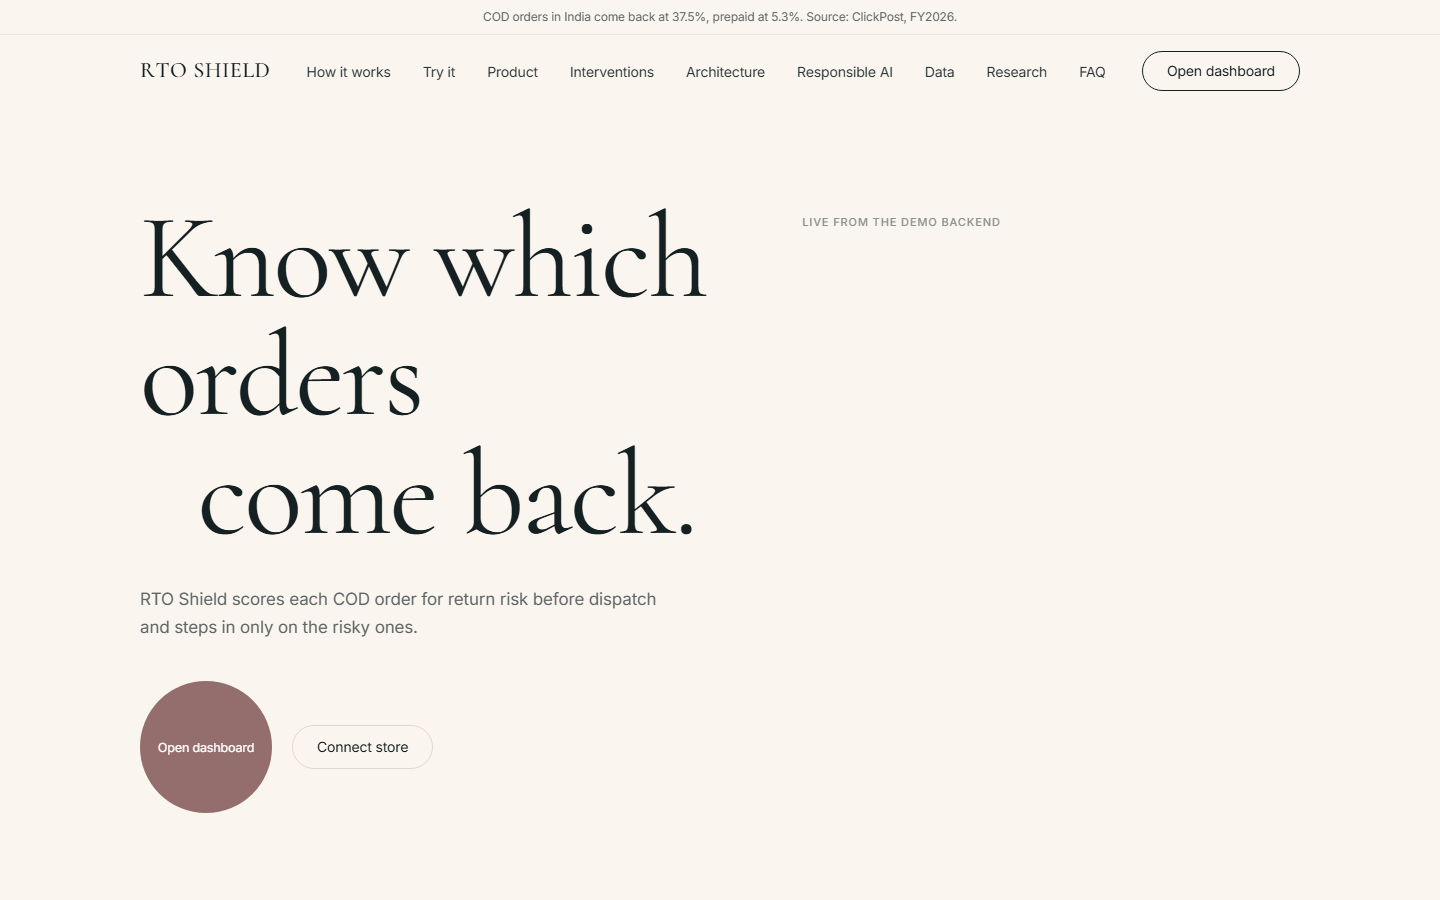 COD orders in India come back at 37.5%, prepaid at 5.3%. Source: ClickPost, FY2026.
RTO SHIELD
How it works
Try it
Product
Interventions
Architecture
Responsible AI
Data
Research
FAQ
Open dashboard
Know which
orders
come back.
LIVE FROM THE DEMO BACKEND
RTO Shield scores each COD order for return risk before dispatch
and steps in only on the risky ones.
Open dashboard
Connect store